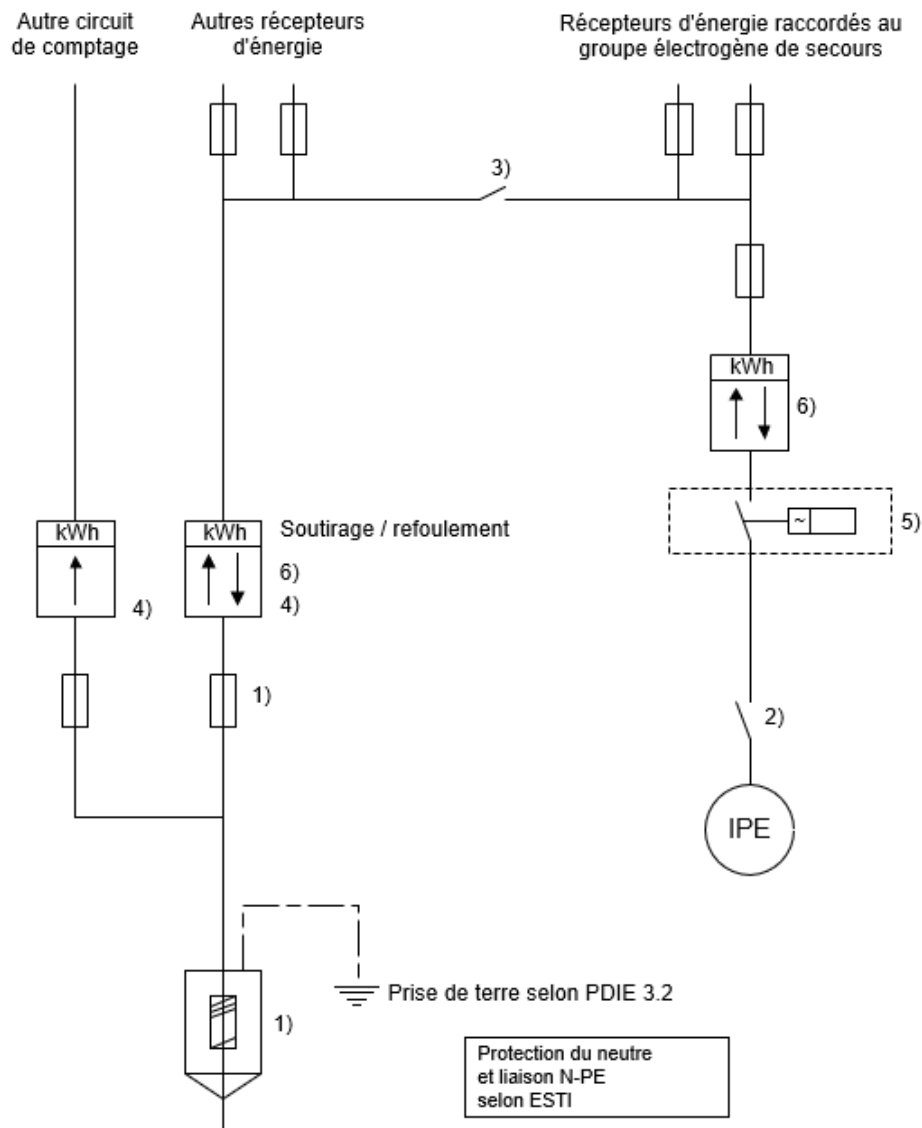 Autre circuit
de comptage
Autres récepteurs
d'énergie
Récepteurs d'énergie raccordés au
groupe électrogène de secours
3)
kWh
6)
5)
~
kWh
4)
kWh
Soutirage / refoulement
6)
4)
1)
2)
IPE
Prise de terre selon PDIE 3.2
1)
Protection du neutre
et liaison N-PE
selon ESTI